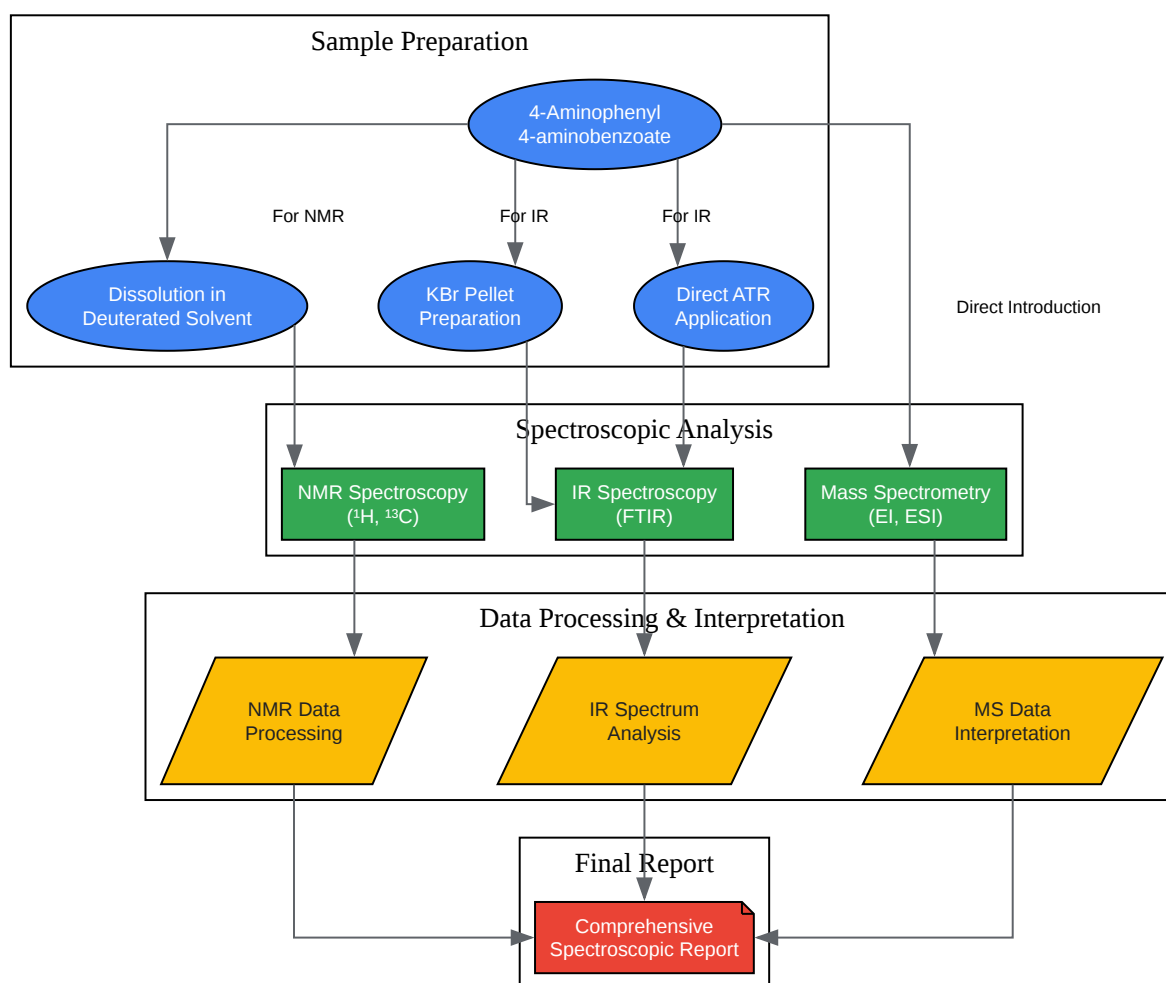 Sample Preparation
4-Aminophenyl
4-aminobenzoate
For NMR
For IR
For IR
Dissolution in
Deuterated Solvent
KBr Pellet
Preparation
Direct ATR
Application
Direct Introduction
Spectroscopic Analysis
NMR Spectroscopy
(¹H, ¹³C)
IR Spectroscopy
(FTIR)
Mass Spectrometry
(EI, ESI)
Data Processing & Interpretation
NMR Data
Processing
IR Spectrum
Analysis
MS Data
Interpretation
Final Report
Comprehensive
Spectroscopic Report